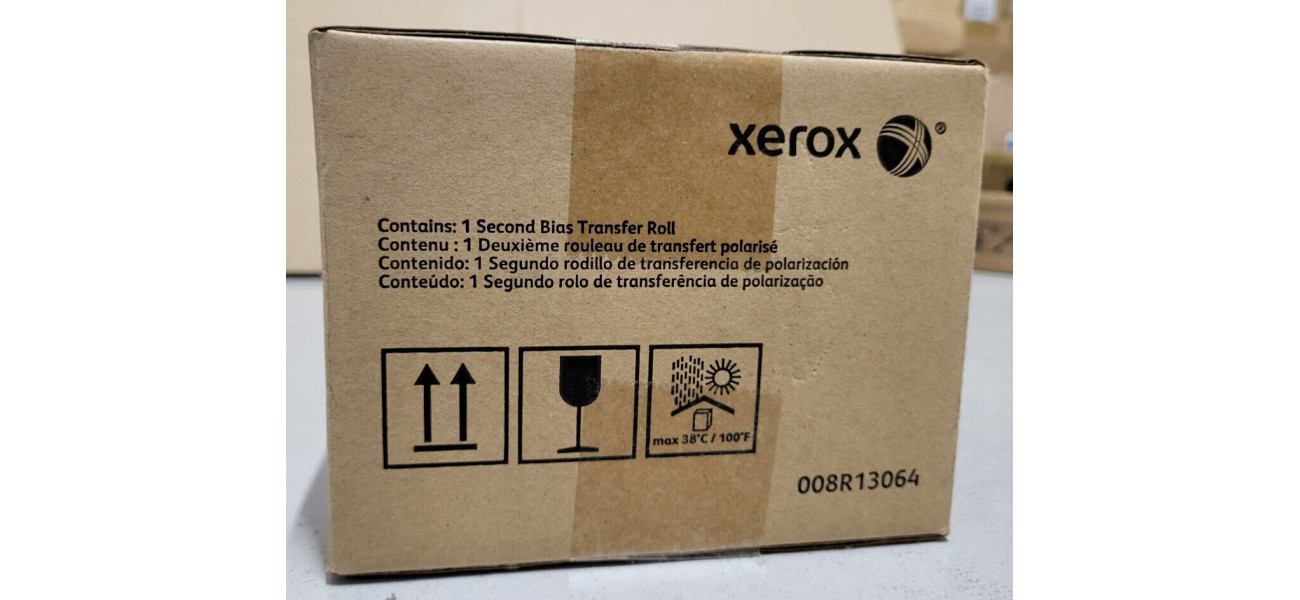 xerox ®
Contains: 1 Second Bias Transfer Roll
Contenu : 1 Deuxième rouleau de transfert polarisé
Contenido: 1 Segundo rodillo de transferencia de polarización
Conteúdo: 1 Segundo rolo de transferência de polarização
max 38°C / 100°F
008R13064